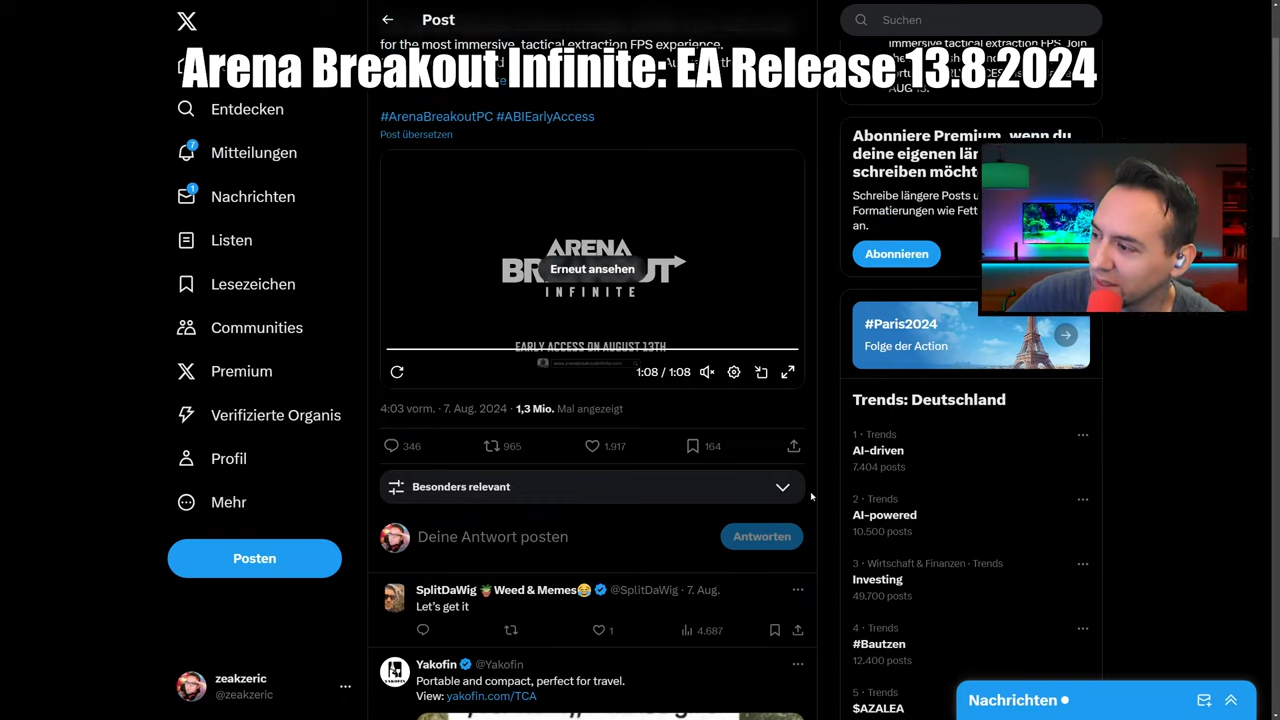 Post
Suchen
for the most immersive, tactical extraction FPS experience.
immersive tactical extraction FPS. Join
Arena Breakout Infinite: EA Release 13.8.2024
Entdecken
#ArenaBreakoutPC #ABIEarlyAccess
Post übersetzen
Abonniere Premium, wenn du
deine eigenen
schreiben
Schreibe längere Posts
Formatierungen wie
an.
Abonnieren
7
Mitteilungen
1
Nachrichten
Listen
Lesezeichen
Communities
Premium
Verifizierte Organis
Profil
Mehr
Posten
ARENA
Erneut ansehen
INFINITE
EARLY ACCESS ON AUGUST 13TH
1:08 / 1:08
4:03 vorm. · 7. Aug. 2024 · 1,3 Mio. Mal angezeigt
346 965 1.917 164
Besonders relevant
Deine Antwort posten
Antworten
SplitDaWig 🪴Weed & Memes😂 @SplitDaWig · 7. Aug.
Let's get it
1 4.687
Yakofin @Yakofin
Portable and compact, perfect for travel.
View: yakofin.com/TCA
#Paris2024
Folge der Action
Trends: Deutschland
1 · Trends
AI-driven
7.404 posts
2 · Trends
AI-powered
10.500 posts
3 · Wirtschaft & Finanzen · Trends
Investing
49.700 posts
4 · Trends
#Bautzen
12.400 posts
5 · Trends
$AZALEA
zeakzeric
@zeakzeric
Nachrichten